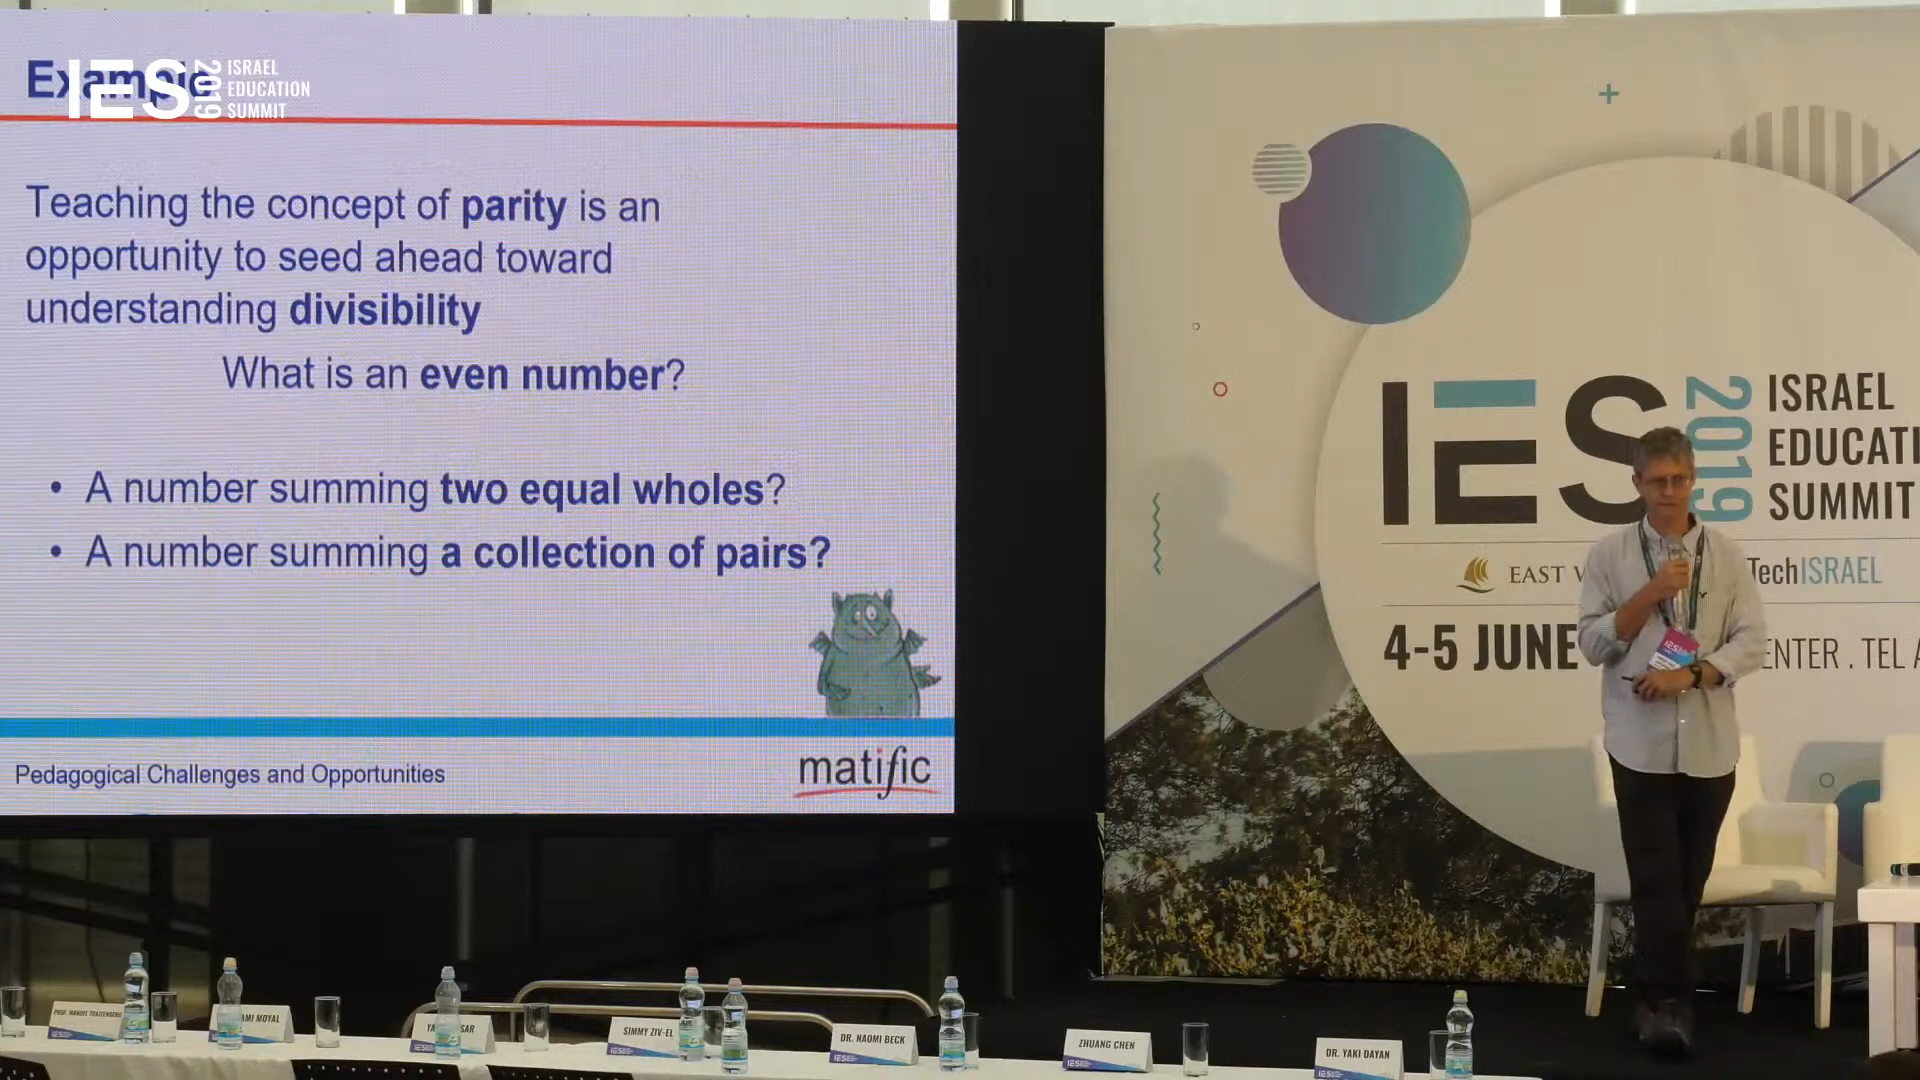 Example
IES 2019 ISRAEL
EDUCATION
SUMMIT
Teaching the concept of parity is an
opportunity to seed ahead toward
understanding divisibility
What is an even number?
• A number summing two equal wholes?
• A number summing a collection of pairs?
Pedagogical Challenges and Opportunities
matific
IES 2019 ISRAEL
EDUCATI
SUMMIT
EAST
TechISRAEL
4-5 JUNE
ENTER . TEL A
MOYAL
SIMMY ZIV-EL
DR. NAOMI BECK
ZHUANG CHEN
DR. YAKI DAYAN